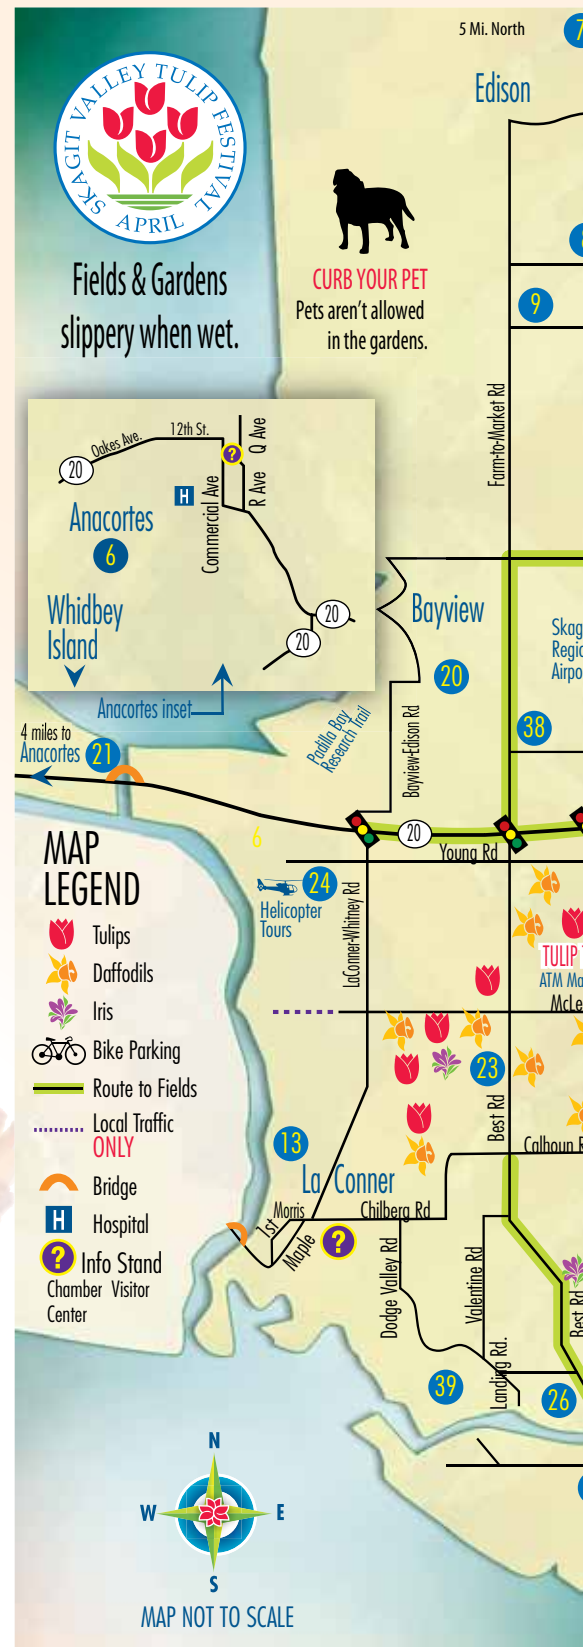 5 Mi. North
7
Edison
SKAGIT VALLEY TULIP FESTIVAL
APRIL
Fields & Gardens
slippery when wet.
CURB YOUR PET
Pets aren't allowed
in the gardens.
9
Farm-to-Market Rd
Oakes Ave.
12th St.
Q Ave
20
?
H
R Ave
Commercial Ave
Anacortes
6
Whidbey
Island
20
20
Anacortes inset
Bayview
20
Padilla Bay
Research Trail
Bayview-Edison Rd
38
4 miles to
Anacortes
21
6
20
Young Rd
MAP
LEGEND
Tulips
Daffodils
Iris
Bike Parking
Route to Fields
Local Traffic
ONLY
Bridge
H
Hospital
?
Info Stand
Chamber Visitor
Center
24
Helicopter
Tours
LaConner-Whitney Rd
TULIP
ATM
23
Best Rd
Calhoun
13
La Conner
Morris
1st
Maple
Chilberg Rd
?
Dodge Valley Rd
Valentine Rd
Best Rd
Landing Rd.
39
26
N
W
E
S
MAP NOT TO SCALE